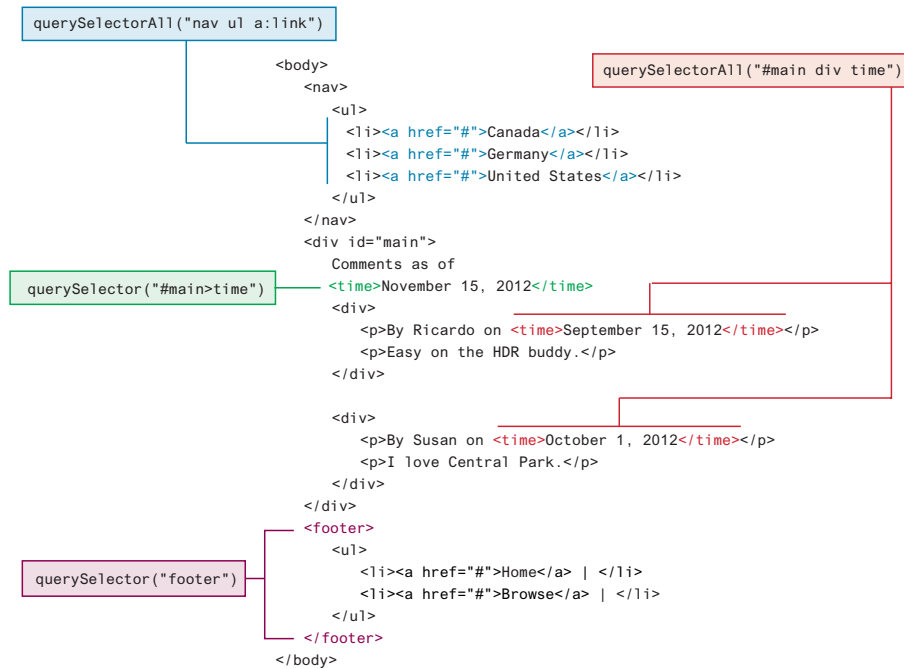 querySelectorAll("nav ul a:link")
<body>
querySelectorAll("#main div time")
<nav>
<ul>
<li><a href="#">Canada</a></li>
<li><a href="#">Germany</a></li>
<li><a href="#">United States</a></li>
</ul>
</nav>
<div id="main">
Comments as of
querySelector("#main>time")
<time>November 15, 2012</time>
<div>
<p>By Ricardo on <time>September 15, 2012</time></p>
<p>Easy on the HDR buddy.</p>
</div>
<div>
<p>By Susan on <time>October 1, 2012</time></p>
<p>I love Central Park.</p>
</div>
</div>
<footer>
<ul>
querySelector("footer")
<li><a href="#">Home</a> | </li>
<li><a href="#">Browse</a> | </li>
</ul>
</footer>
</body>